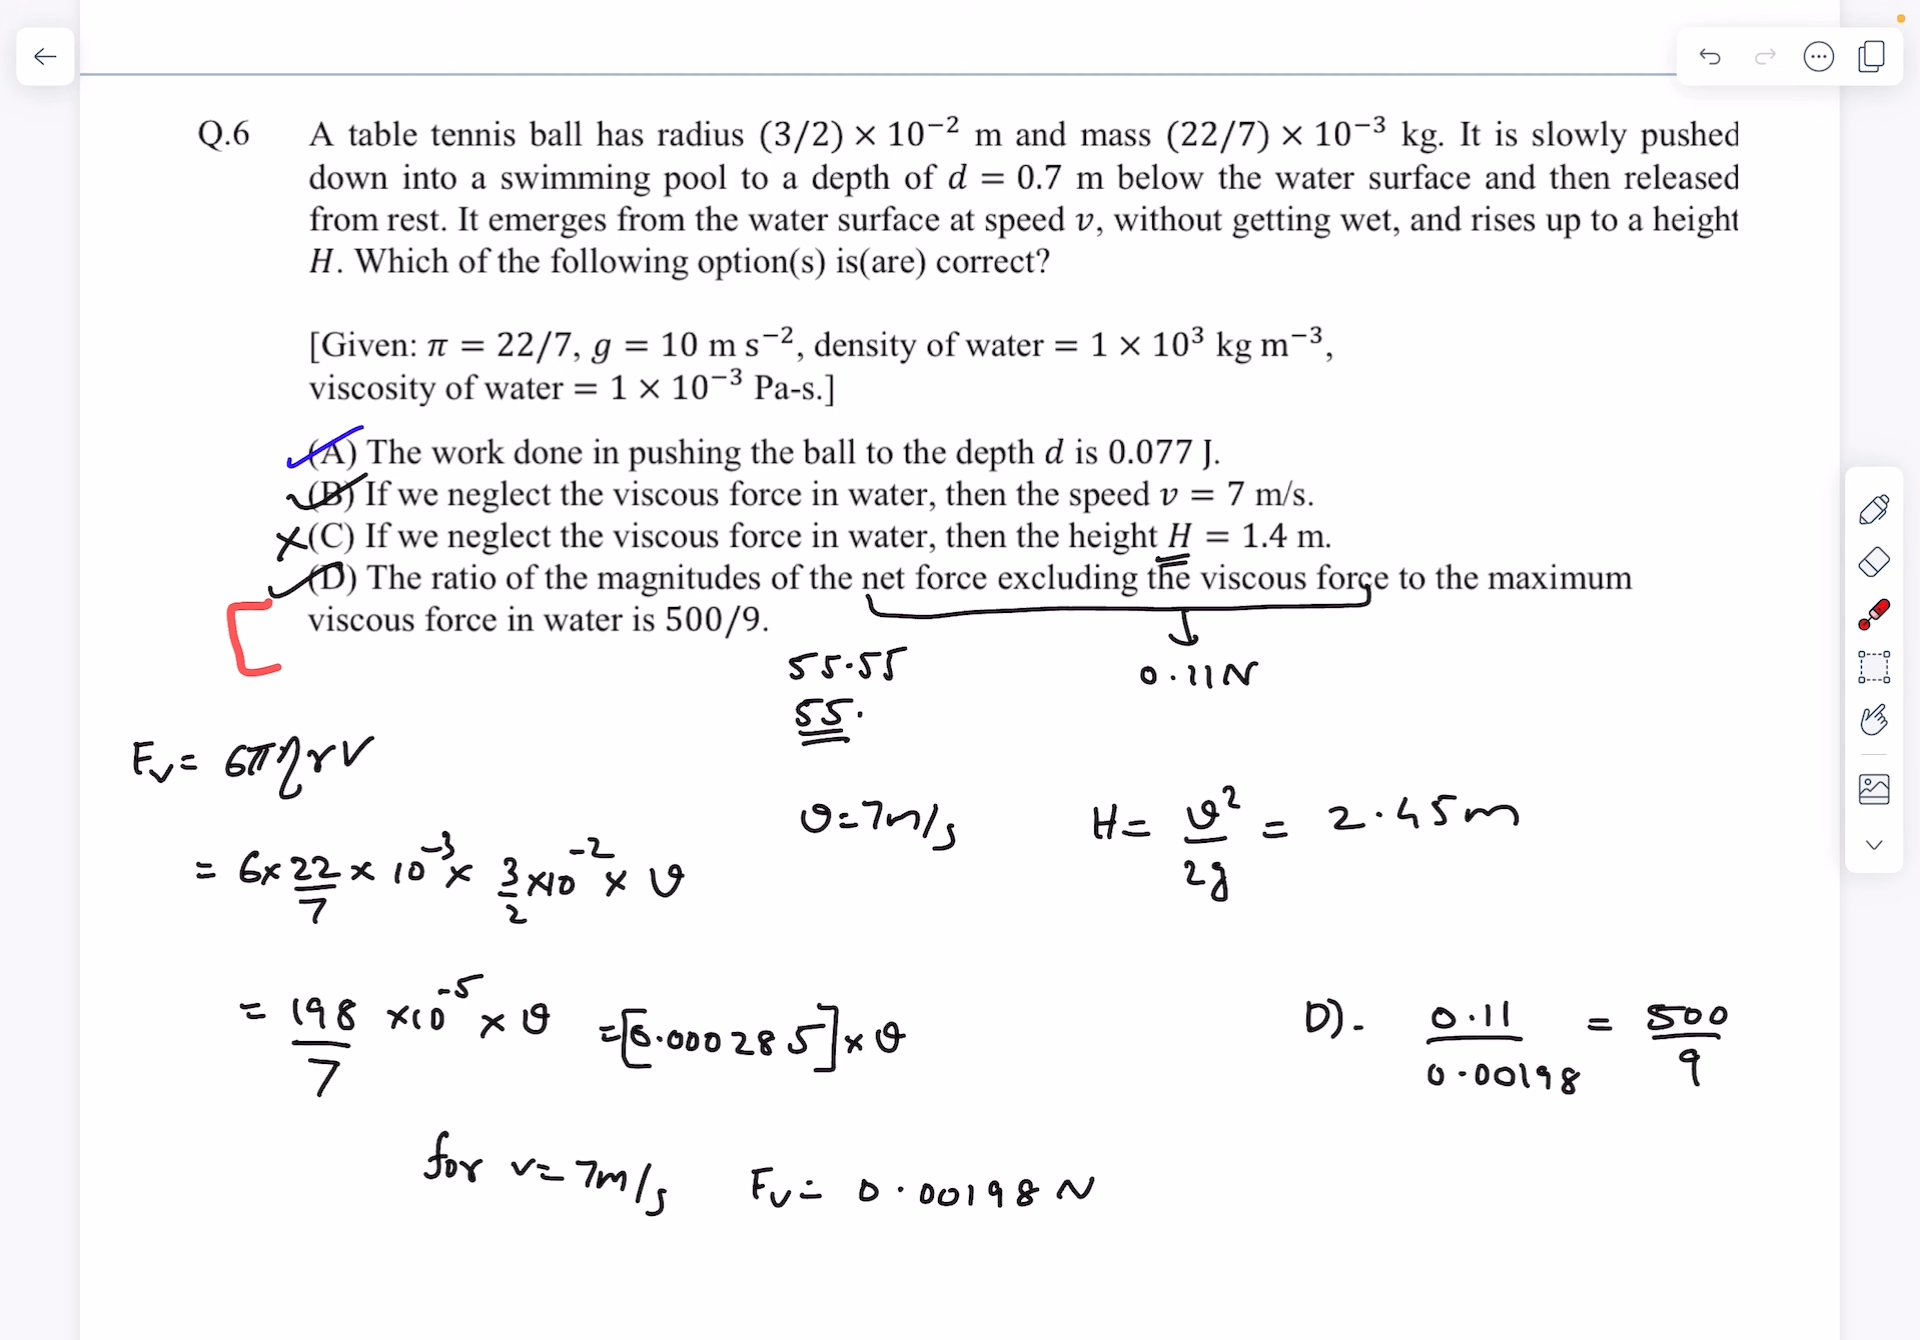 Q.6 A table tennis ball has radius (3/2) × 10⁻² m and mass (22/7) × 10⁻³ kg. It is slowly pushed
down into a swimming pool to a depth of d = 0.7 m below the water surface and then released
from rest. It emerges from the water surface at speed v, without getting wet, and rises up to a height
H. Which of the following option(s) is(are) correct?
[Given: π = 22/7, g = 10 m s⁻², density of water = 1 × 10³ kg m⁻³,
viscosity of water = 1 × 10⁻³ Pa-s.]
(A) The work done in pushing the ball to the depth d is 0.077 J.
(B) If we neglect the viscous force in water, then the speed v = 7 m/s.
(C) If we neglect the viscous force in water, then the height H = 1.4 m.
(D) The ratio of the magnitudes of the net force excluding the viscous force to the maximum
viscous force in water is 500/9.
55.55
0.11N
55.
Fᵥ = 6πηrV
v=7m/s
H = v²/2g = 2.45m
= 6 × 22/7 × 10⁻³ × 3/2 × 10⁻² × v
= 198/7 × 10⁻⁵ × v = [0.000285] × v
D). 0.11/0.00198 = 500/9
for v = 7m/s Fᵥ = 0.00198 N